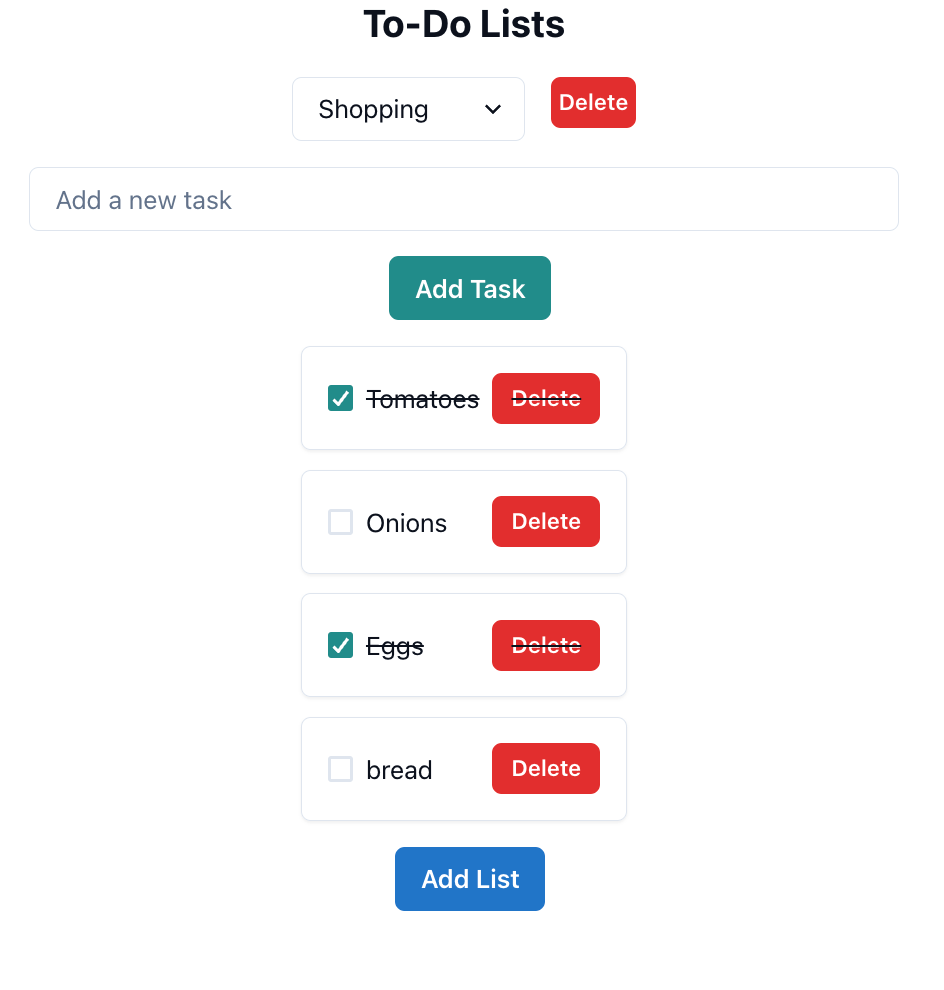 To-Do Lists
Shopping
Delete
Add a new task
Add Task
Tomatoes Delete
Onions Delete
Eggs Delete
bread Delete
Add List